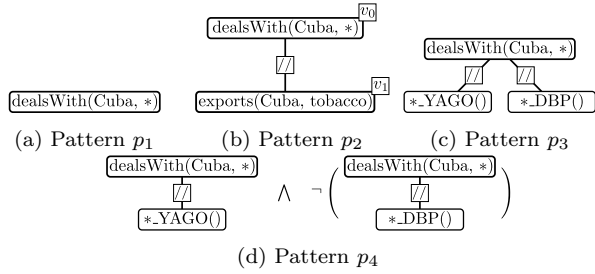 v₀
dealsWith(Cuba, *)
//
v₁
dealsWith(Cuba, *)
exports(Cuba, tobacco)
dealsWith(Cuba, *)
// //
*_YAGO() *_DBP()
(a) Pattern p₁ (b) Pattern p₂ (c) Pattern p₃
dealsWith(Cuba, *) ∧ ¬ ( dealsWith(Cuba, *) )
// //
*_YAGO() *_DBP()
(d) Pattern p₄